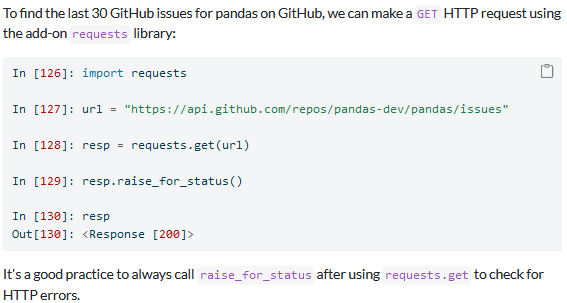 To find the last 30 GitHub issues for pandas on GitHub, we can make a GET HTTP request using
the add-on requests library:
In [126]: import requests
In [127]: url = "https://api.github.com/repos/pandas-dev/pandas/issues"
In [128]: resp = requests.get(url)
In [129]: resp.raise_for_status()
In [130]: resp
Out[130]: <Response [200]>
It's a good practice to always call raise_for_status after using requests.get to check for
HTTP errors.